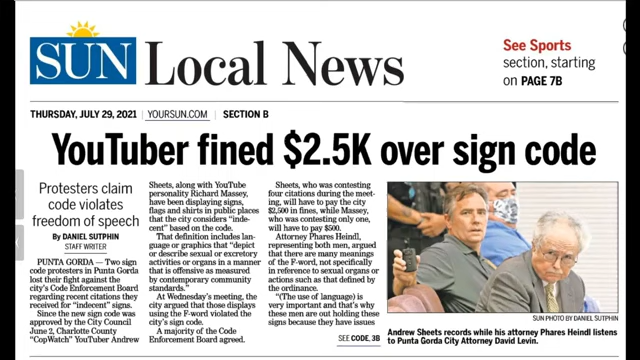 SUN
Local News
See Sports
section, starting
on PAGE 7B
THURSDAY, JULY 29, 2021 | YOURSUN.COM | SECTION B
YouTuber fined $2.5K over sign code
Protesters claim
code violates
freedom of speech
By DANIEL SUTPHIN
STAFF WRITER
PUNTA GORDA — Two sign
code protesters in Punta Gorda
lost their fight against the
city's Code Enforcement Board
regarding recent citations they
received for "indecent" signs.
Since the new sign code was
approved by the City Council
June 2, Charlotte County
"CopWatch" YouTuber Andrew
Sheets, along with YouTube
personality Richard Massey,
have been displaying signs,
flags and shirts in public places
that the city considers "inde-
cent" based on the code.
That definition includes lan-
guage or graphics that "depict
or describe sexual or excretory
activities or organs in a manner
that is offensive as measured
by contemporary community
standards."
At Wednesday's meeting, the
city argued that those displays
using the F-word violated the
city's sign code.
A majority of the Code
Enforcement Board agreed.
Sheets, who was contesting
four citations during the meet-
ing, will have to pay the city
$2,500 in fines, while Massey,
who was contesting only one,
will have to pay $500.
Attorney Phares Heindl,
representing both men, argued
that there are many meanings
of the F-word, not specifically
in reference to sexual organs or
actions such as that defined by
the ordinance.
"(The use of language) is
very important and that's why
these men are out holding these
signs because they have issues
SEE CODE, 3B
SUN PHOTO BY DANIEL SUTPHIN
Andrew Sheets records while his attorney Phares Heindl listens
to Punta Gorda City Attorney David Levin.